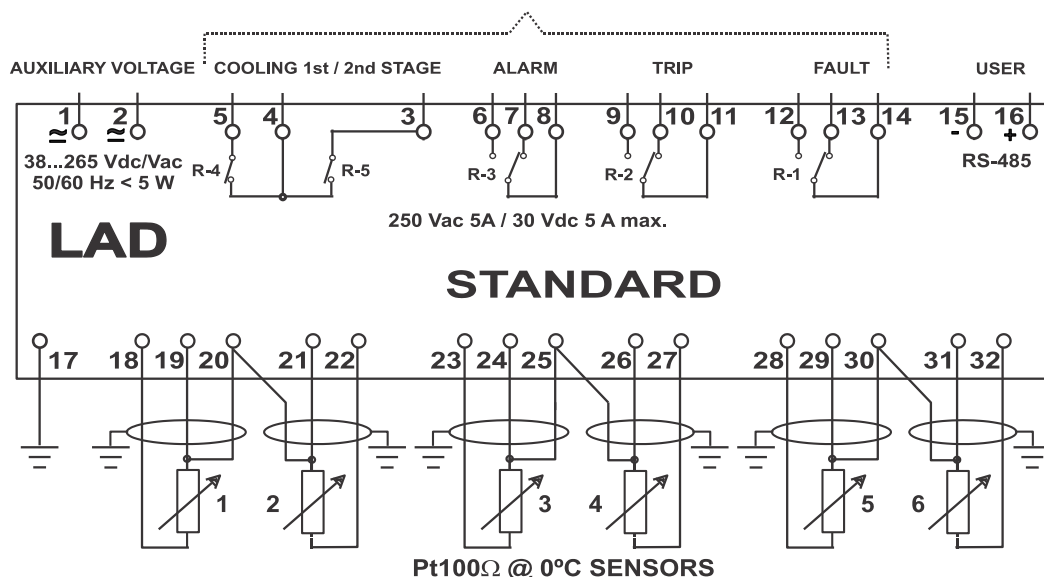 AUXILIARY VOLTAGE COOLING 1st / 2nd STAGE ALARM TRIP FAULT USER
1 2 5 4 3 6 7 8 9 10 11 12 13 14 15 16
≃ ≃ - +
38...265 Vdc/Vac R-4 R-5 R-3 R-2 R-1 RS-485
50/60 Hz < 5 W
250 Vac 5A / 30 Vdc 5 A max.
LAD
STANDARD
17 18 19 20 21 22 23 24 25 26 27 28 29 30 31 32
1 2 3 4 5 6
Pt100Ω @ 0ºC SENSORS